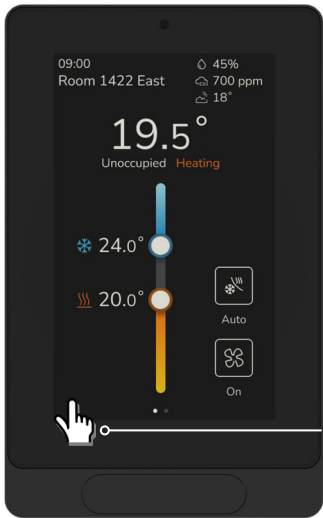 09:00
45%
Room 1422 East
700 ppm
18°
19.5°
Unoccupied Heating
24.0°
20.0°
Auto
On